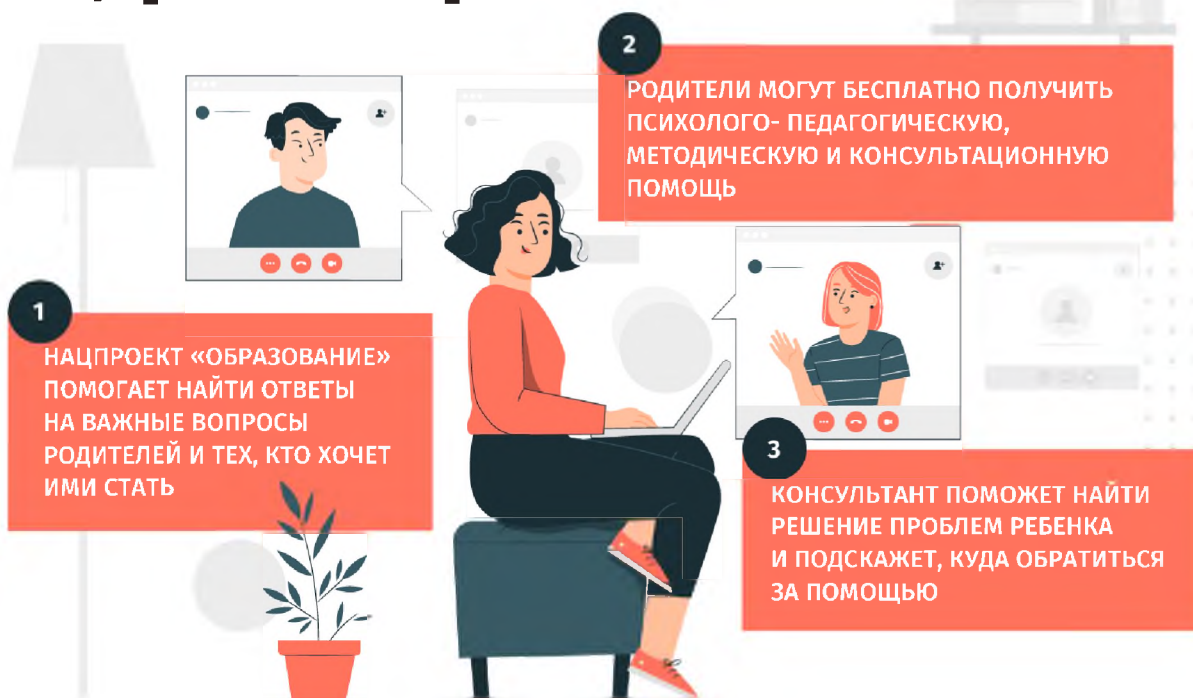 1
НАЦПРОЕКТ «ОБРАЗОВАНИЕ»
ПОМОГАЕТ НАЙТИ ОТВЕТЫ
НА ВАЖНЫЕ ВОПРОСЫ
РОДИТЕЛЕЙ И ТЕХ, КТО ХОЧЕТ
ИМИ СТАТЬ
2
РОДИТЕЛИ МОГУТ БЕСПЛАТНО ПОЛУЧИТЬ
ПСИХОЛОГО- ПЕДАГОГИЧЕСКУЮ,
МЕТОДИЧЕСКУЮ И КОНСУЛЬТАЦИОННУЮ
ПОМОЩЬ
3
КОНСУЛЬТАНТ ПОМОЖЕТ НАЙТИ
РЕШЕНИЕ ПРОБЛЕМ РЕБЕНКА
И ПОДСКАЖЕТ, КУДА ОБРАТИТЬСЯ
ЗА ПОМОЩЬЮ